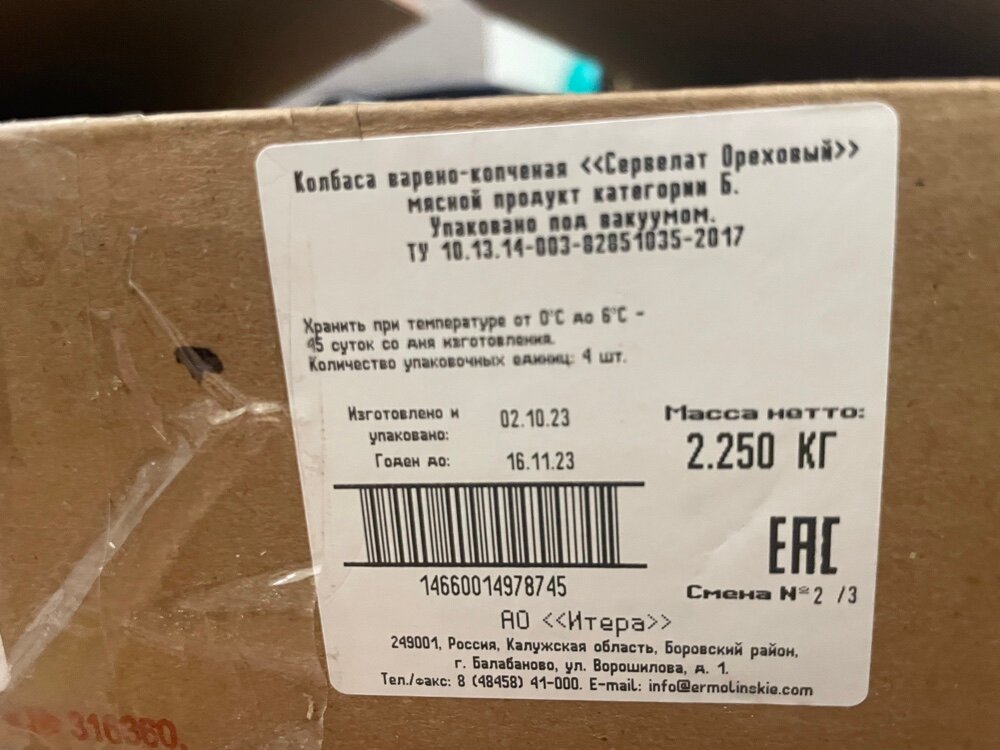 Колбаса варено-копченая <<Сервелат Ореховый>>
мясной продукт категории Б.
Упаковано под вакуумом.
ТУ 10.13.14-003-82851035-2017
Хранить при температуре от 0°С до 6°С -
45 суток со дня изготовления.
Количество упаковочных единиц: 4 шт.
Изготовлено и
упаковано:
02.10.23
Годен до:
16.11.23
Масса нетто:
2.250 КГ
14660014978745
ЕАС
Смена №2 /3
АО <<Итера>>
249001, Россия, Калужская область, Боровский район,
г. Балабаново, ул. Ворошилова, д. 1.
Тел./факс: 8 (48458) 41-000. E-mail: info@ermolinskie.com
316360.